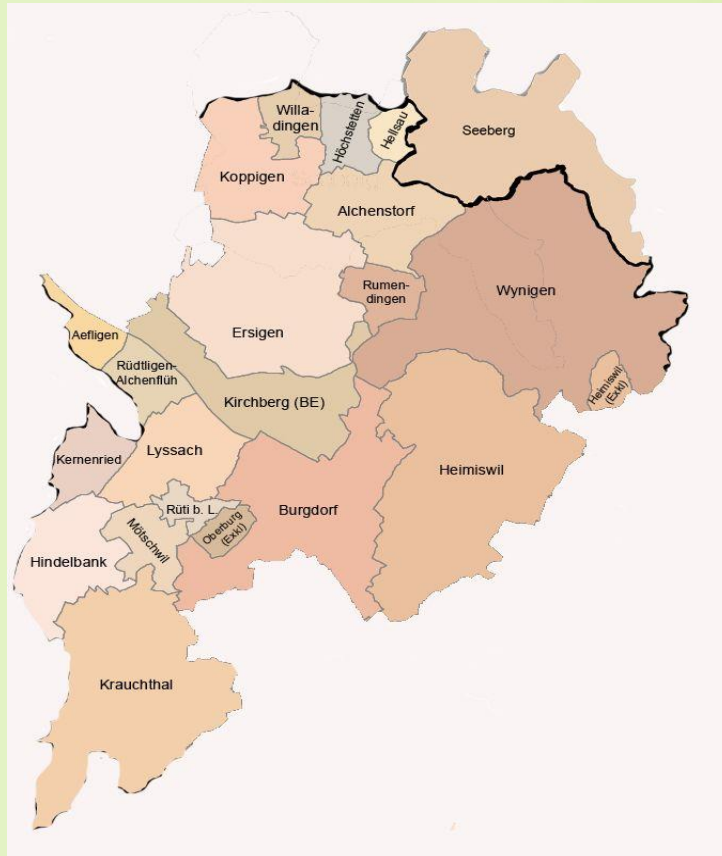 Willa-
dingen
Höchstetten
Hellsau
Seeberg
Koppigen
Alchenstorf
Rumen-
dingen
Wynigen
Ersigen
Aefligen
Rüdtligen-
Alchenflüh
Kirchberg (BE)
Heimiswil
(Exkl)
Kernenried
Lyssach
Heimiswil
Rüti b. L.
Burgdorf
Oberburg
(Exkl)
Mötschwil
Hindelbank
Krauchthal